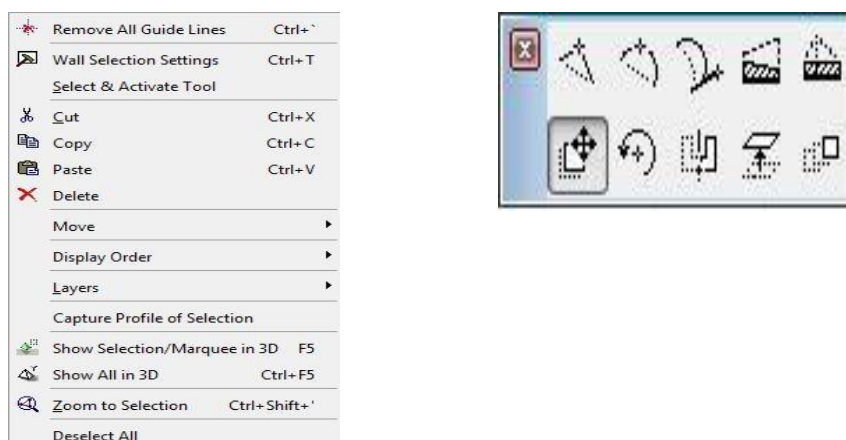 Remove All Guide Lines Ctrl+`
Wall Selection Settings Ctrl+T
Select & Activate Tool
Cut Ctrl+X
Copy Ctrl+C
Paste Ctrl+V
Delete
Move
Display Order
Layers
Capture Profile of Selection
Show Selection/Marquee in 3D F5
Show All in 3D Ctrl+F5
Zoom to Selection Ctrl+Shift+'
Deselect All